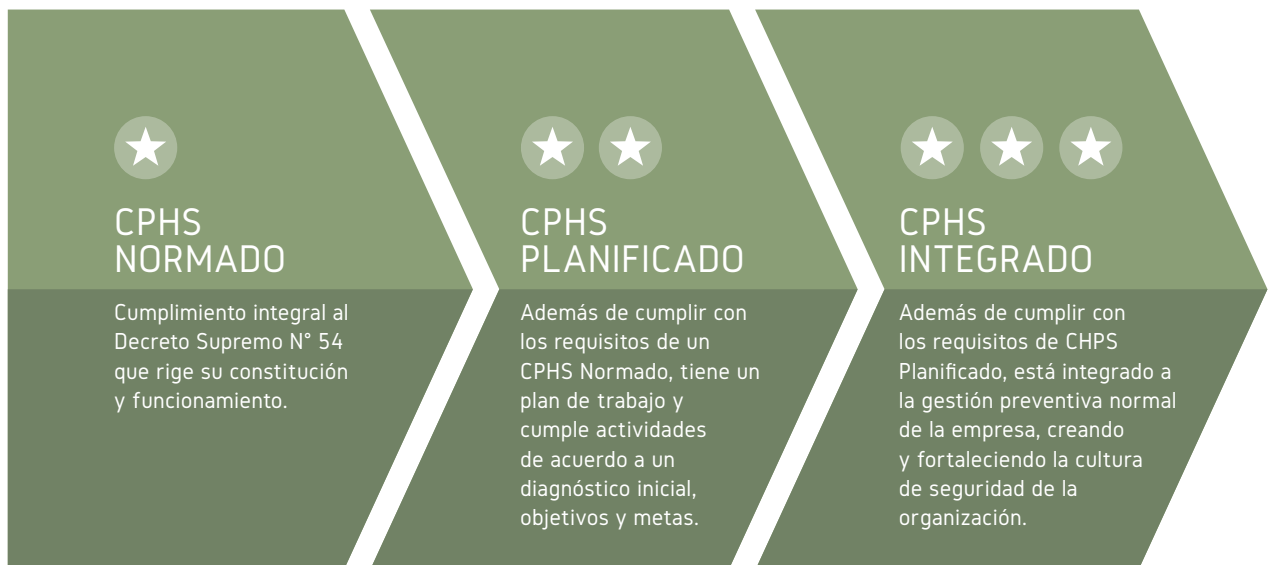 CPHS
NORMADO
Cumplimiento integral al
Decreto Supremo N° 54
que rige su constitución
y funcionamiento.
CPHS
PLANIFICADO
Además de cumplir con
los requisitos de un
CPHS Normado, tiene un
plan de trabajo y
cumple actividades
de acuerdo a un
diagnóstico inicial,
objetivos y metas.
CPHS
INTEGRADO
Además de cumplir con
los requisitos de CHPS
Planificado, está integrado a
la gestión preventiva normal
de la empresa, creando
y fortaleciendo la cultura
de seguridad de la
organización.